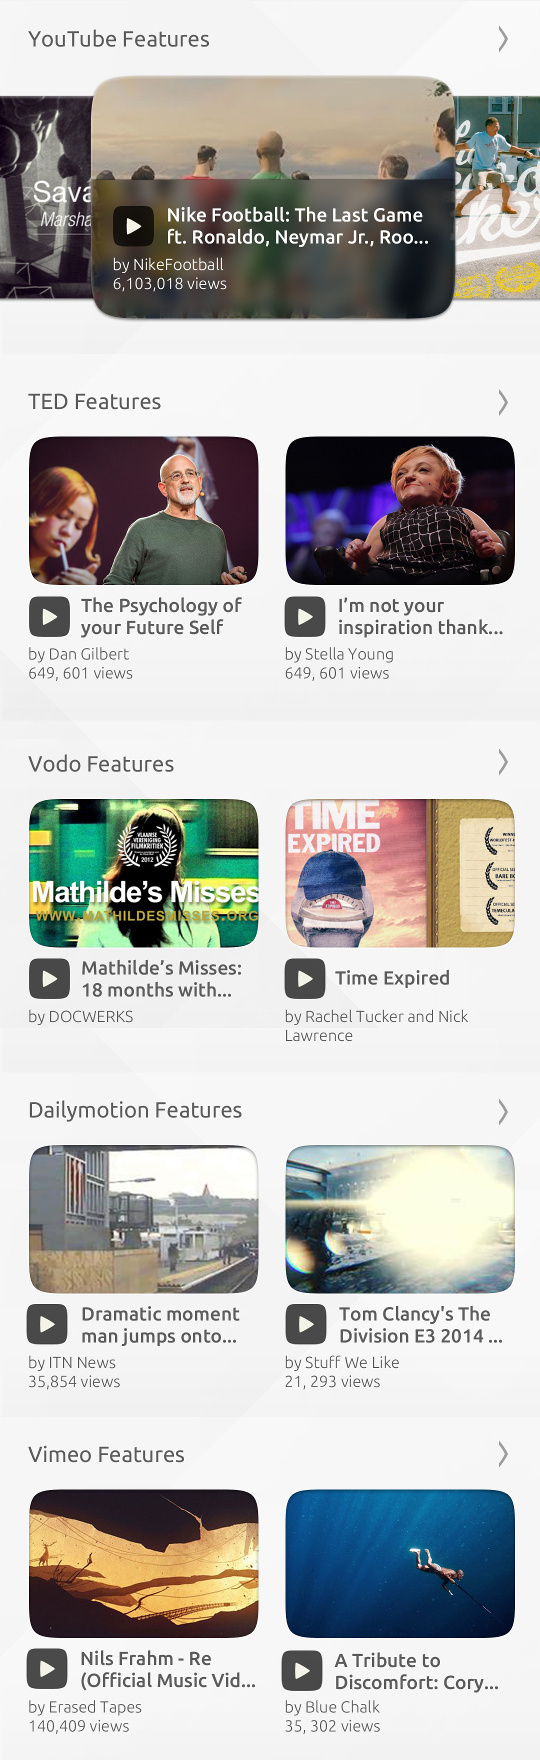 YouTube Features
Sava
Marsha
Nike Football: The Last Game
ft. Ronaldo, Neymar Jr., Roo...
by NikeFootball
6,103,018 views
TED Features
The Psychology of
your Future Self
by Dan Gilbert
649, 601 views
I'm not your
inspiration thank...
by Stella Young
649, 601 views
Vodo Features
VLAAMSE
VERENIGING
FILMKRITIEK
2012
Mathilde's Misses
WWW.MATHILDESMISSES.ORG
TIME
EXPIRED
Mathilde's Misses:
18 months with...
by DOCWERKS
Time Expired
by Rachel Tucker and Nick
Lawrence
Dailymotion Features
Dramatic moment
man jumps onto...
by ITN News
35,854 views
Tom Clancy's The
Division E3 2014 ...
by Stuff We Like
21, 293 views
Vimeo Features
Nils Frahm - Re
(Official Music Vid...
by Erased Tapes
140,409 views
A Tribute to
Discomfort: Cory...
by Blue Chalk
35, 302 views